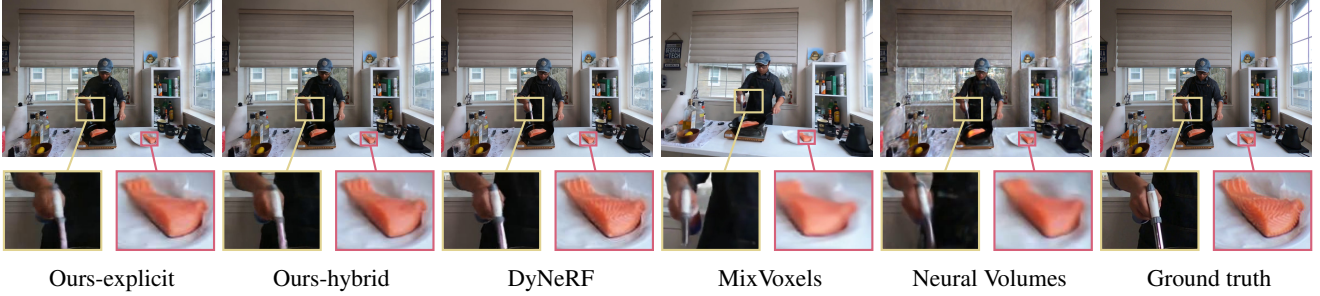 Ours-explicit
Ours-hybrid
DyNeRF
MixVoxels
Neural Volumes
Ground truth